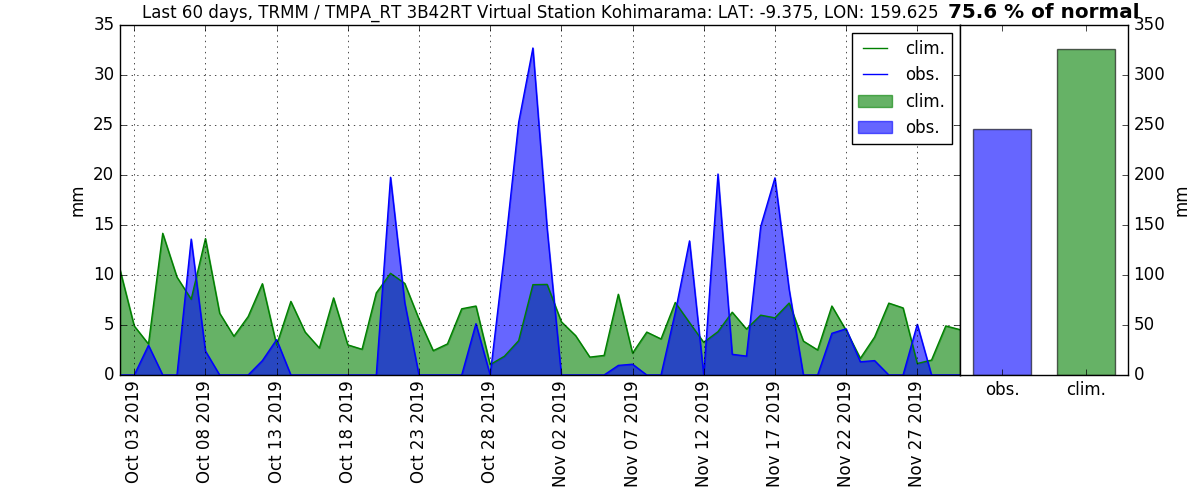 Last 60 days, TRMM / TMPA_RT 3B42RT Virtual Station Kohimarama: LAT: -9.375, LON: 159.625 75.6 % of normal
35
30
25
20
15
10
5
0
mm
clim.
obs.
clim.
obs.
350
300
250
200
150
100
50
0
mm
obs. clim.
Oct 03 2019
Oct 08 2019
Oct 13 2019
Oct 18 2019
Oct 23 2019
Oct 28 2019
Nov 02 2019
Nov 07 2019
Nov 12 2019
Nov 17 2019
Nov 22 2019
Nov 27 2019